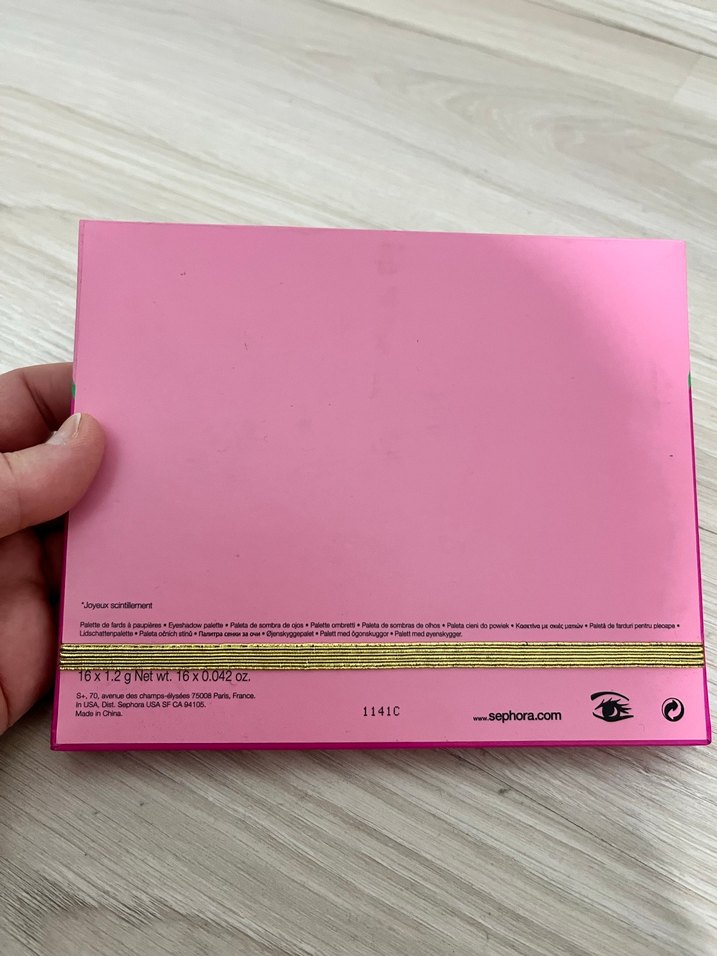 *Joyeux scintillement
Palette de fards à paupières • Eyeshadow palette • Paleta de sombra de ojos • Palette ombretti • Paleta de sombras de olhos • Paleta cieni do powiek • Κασετίνα με σκιές ματιών • Paletă de farduri pentru pleoape •
Lidschattenpalette • Paleta očních stínů • Палитра сенки за очи • Øjenskyggepalet • Palett med ögonskuggor • Palett med øyenskygger.
16 x 1.2 g Net wt. 16 x 0.042 oz.
S+, 70, avenue des champs-élysées 75008 Paris, France.
In USA, Dist. Sephora USA SF CA 94105.
Made in China.
1141C
www.sephora.com